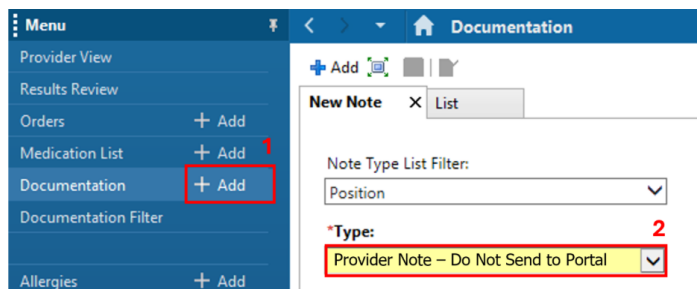 Menu
Provider View
Results Review
Orders + Add
Medication List + Add
1
Documentation + Add
Documentation Filter
Allergies + Add
Documentation
Add
New Note X List
Note Type List Filter:
Position
*Type:
2
Provider Note – Do Not Send to Portal